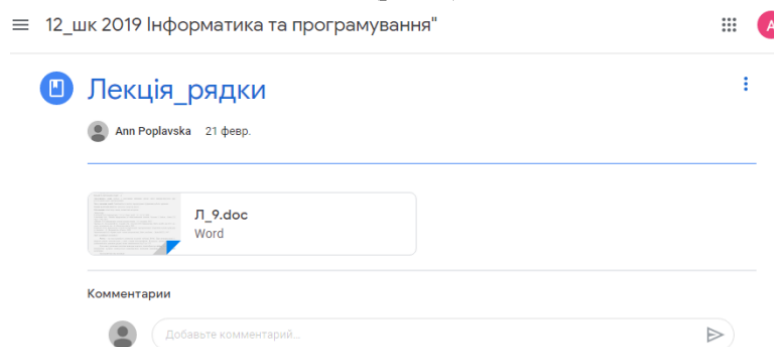 12_шк 2019 Інформатика та програмування"
A
Лекція_рядки
Ann Poplavska 21 февр.
Л_9.doc
Word
Комментарии
Добавьте комментарий...